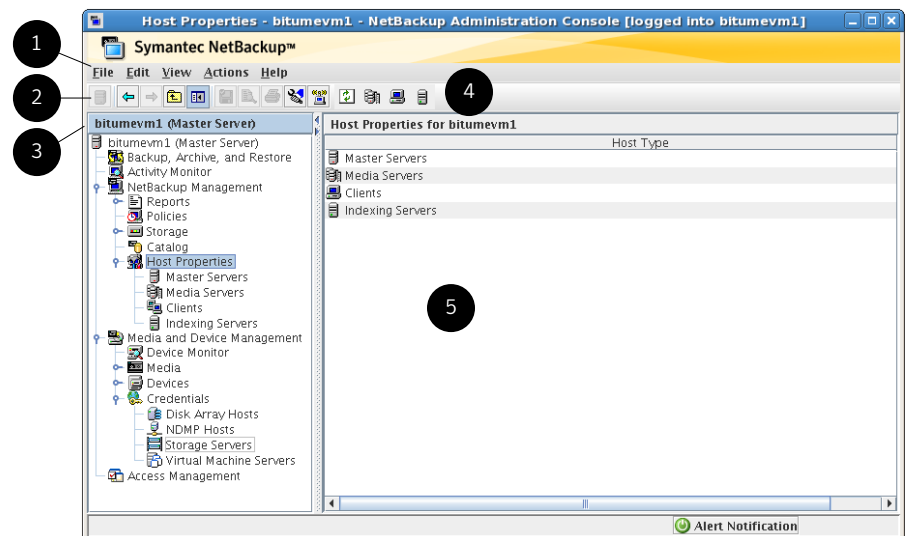 Host Properties - bitumevm1 - NetBackup Administration Console [logged into bitumevm1]
Symantec NetBackup™
1
File Edit View Actions Help
2
4
3
bitumevm1 (Master Server)
bitumevm1 (Master Server)
Backup, Archive, and Restore
Activity Monitor
NetBackup Management
Reports
Policies
Storage
Catalog
Host Properties
Master Servers
Media Servers
Clients
Indexing Servers
Media and Device Management
Device Monitor
Media
Devices
Credentials
Disk Array Hosts
NDMP Hosts
Storage Servers
Virtual Machine Servers
Access Management
Host Properties for bitumevm1
Host Type
Master Servers
Media Servers
Clients
Indexing Servers
5
Alert Notification